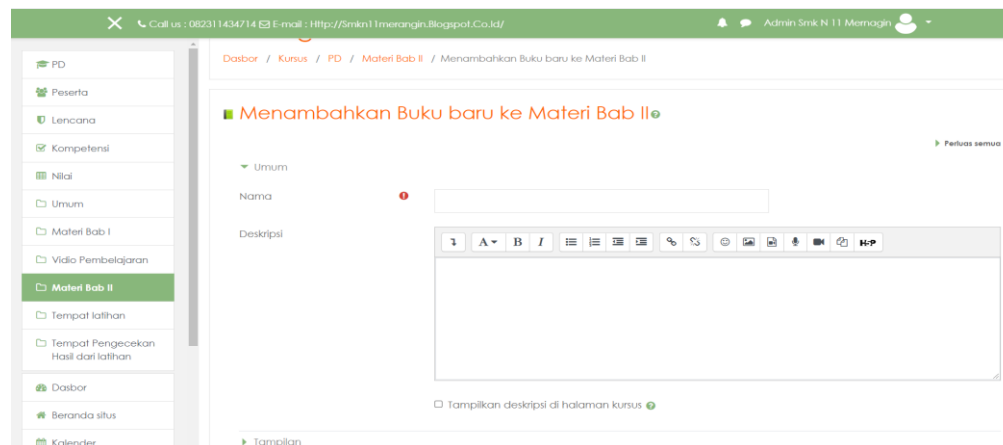 Call us : 082311434714 E-mail : Http://Smkn11merangin.Blogspot.Co.Id/
Admin Smk N 11 Mernagin
PD
Peserta
Lencana
Kompetensi
Nilai
Umum
Materi Bab I
Vidio Pembelajaran
Materi Bab II
Tempat latihan
Tempat Pengecekan
Hasil dari latihan
Dasbor
Beranda situs
Kalender
Dasbor / Kursus / PD / Materi Bab II / Menambahkan Buku baru ke Materi Bab II
Menambahkan Buku baru ke Materi Bab II
Perluas semua
Umum
Nama
Deskripsi
A B I H-P
Tampilkan deskripsi di halaman kursus
Tampilan